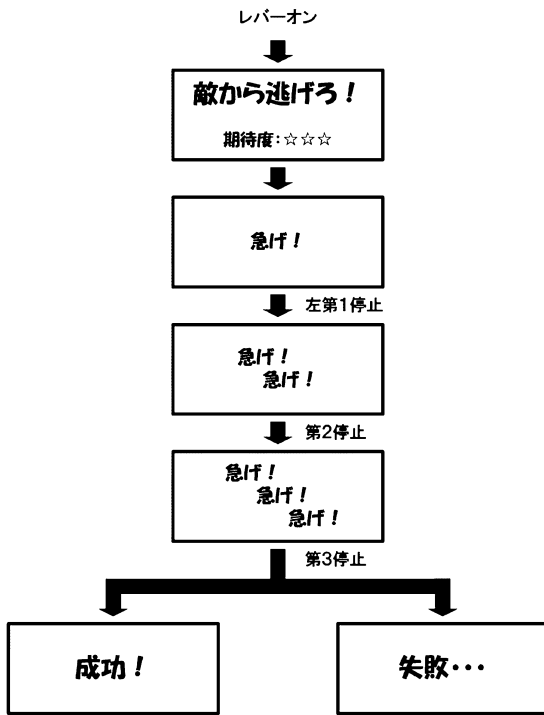 レバーオン
敵から逃げろ！
期待度：☆☆☆
急げ！
左第1停止
急げ！
急げ！
第2停止
急げ！
急げ！
急げ！
第3停止
成功！
失敗・・・